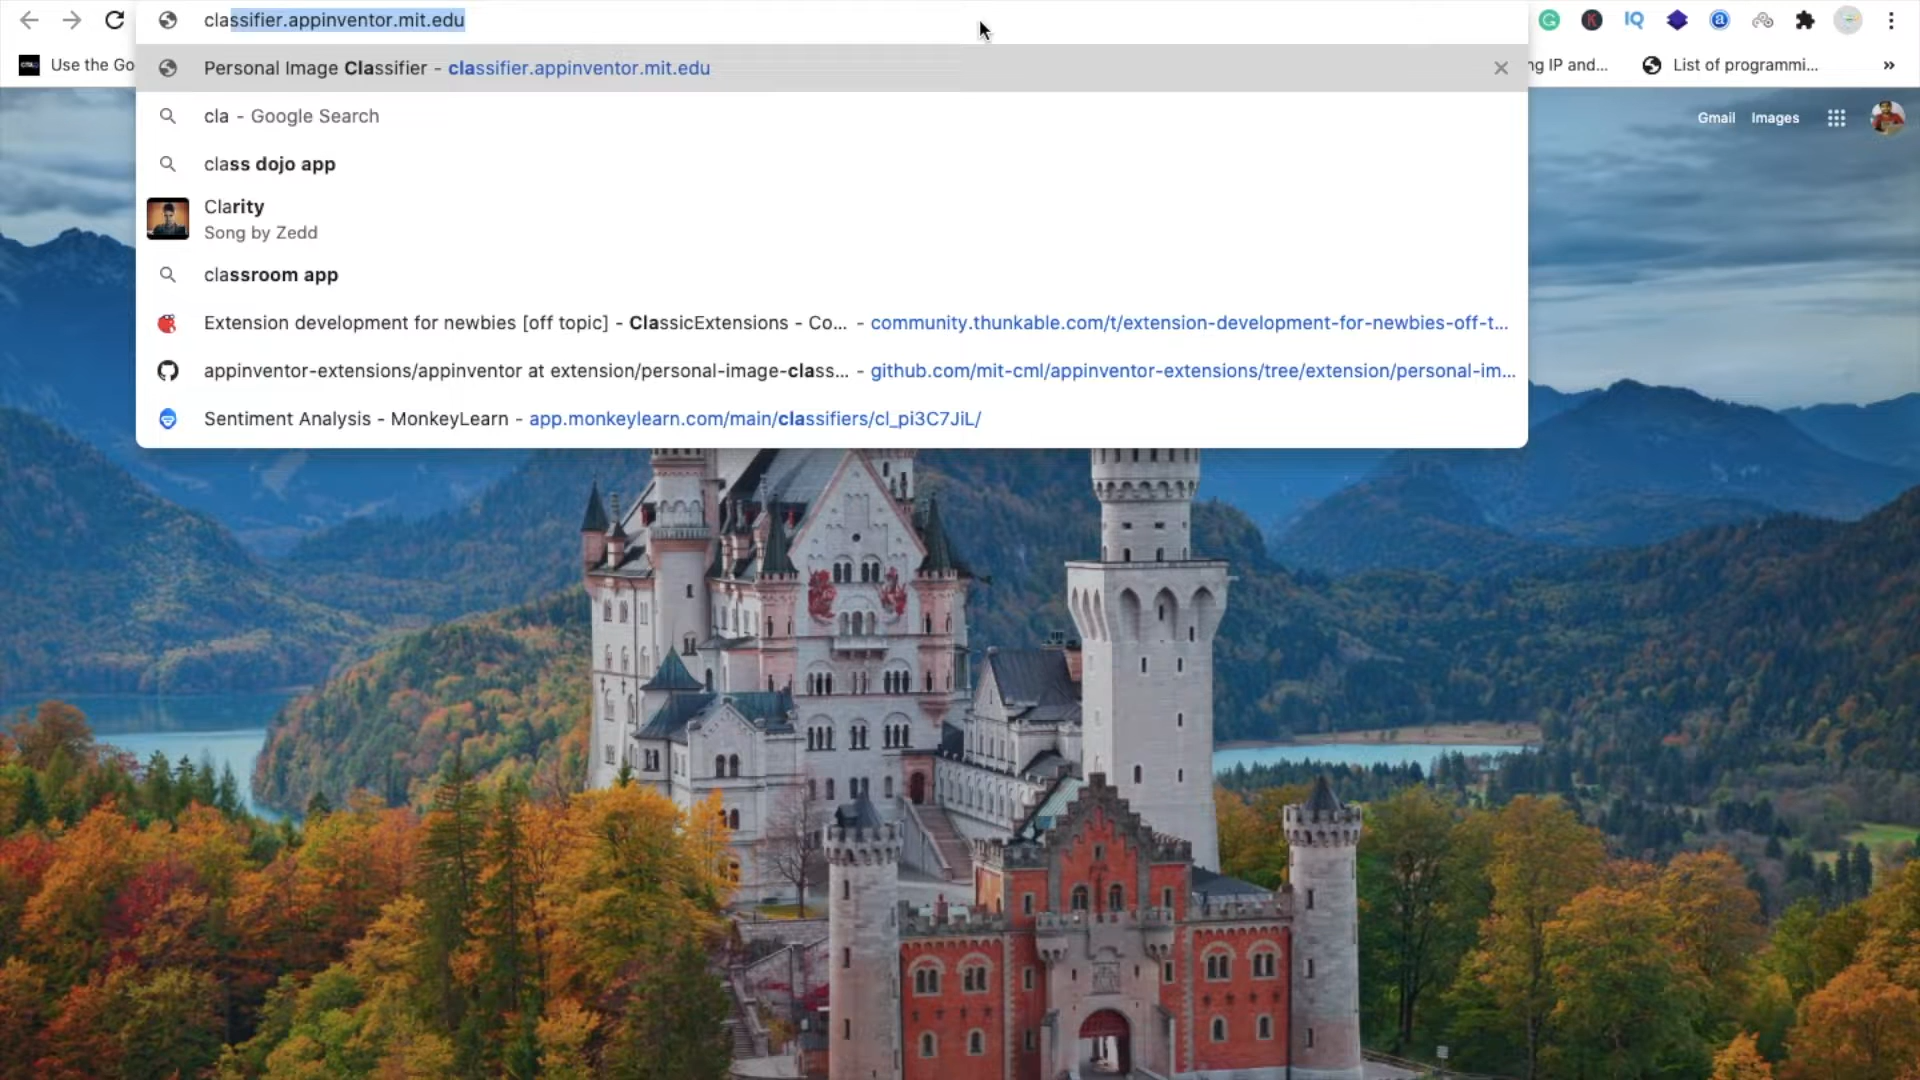 classifier.appinventor.mit.edu
IQ
Use the Go
ng IP and...
List of programmi...
»
Personal Image Classifier - classifier.appinventor.mit.edu
cla - Google Search
class dojo app
Clarity
Song by Zedd
classroom app
Extension development for newbies [off topic] - ClassicExtensions - Co... - community.thunkable.com/t/extension-development-for-newbies-off-t...
appinventor-extensions/appinventor at extension/personal-image-class... - github.com/mit-cml/appinventor-extensions/tree/extension/personal-im...
Sentiment Analysis - MonkeyLearn - app.monkeylearn.com/main/classifiers/cl_pi3C7JiL/
Gmail Images